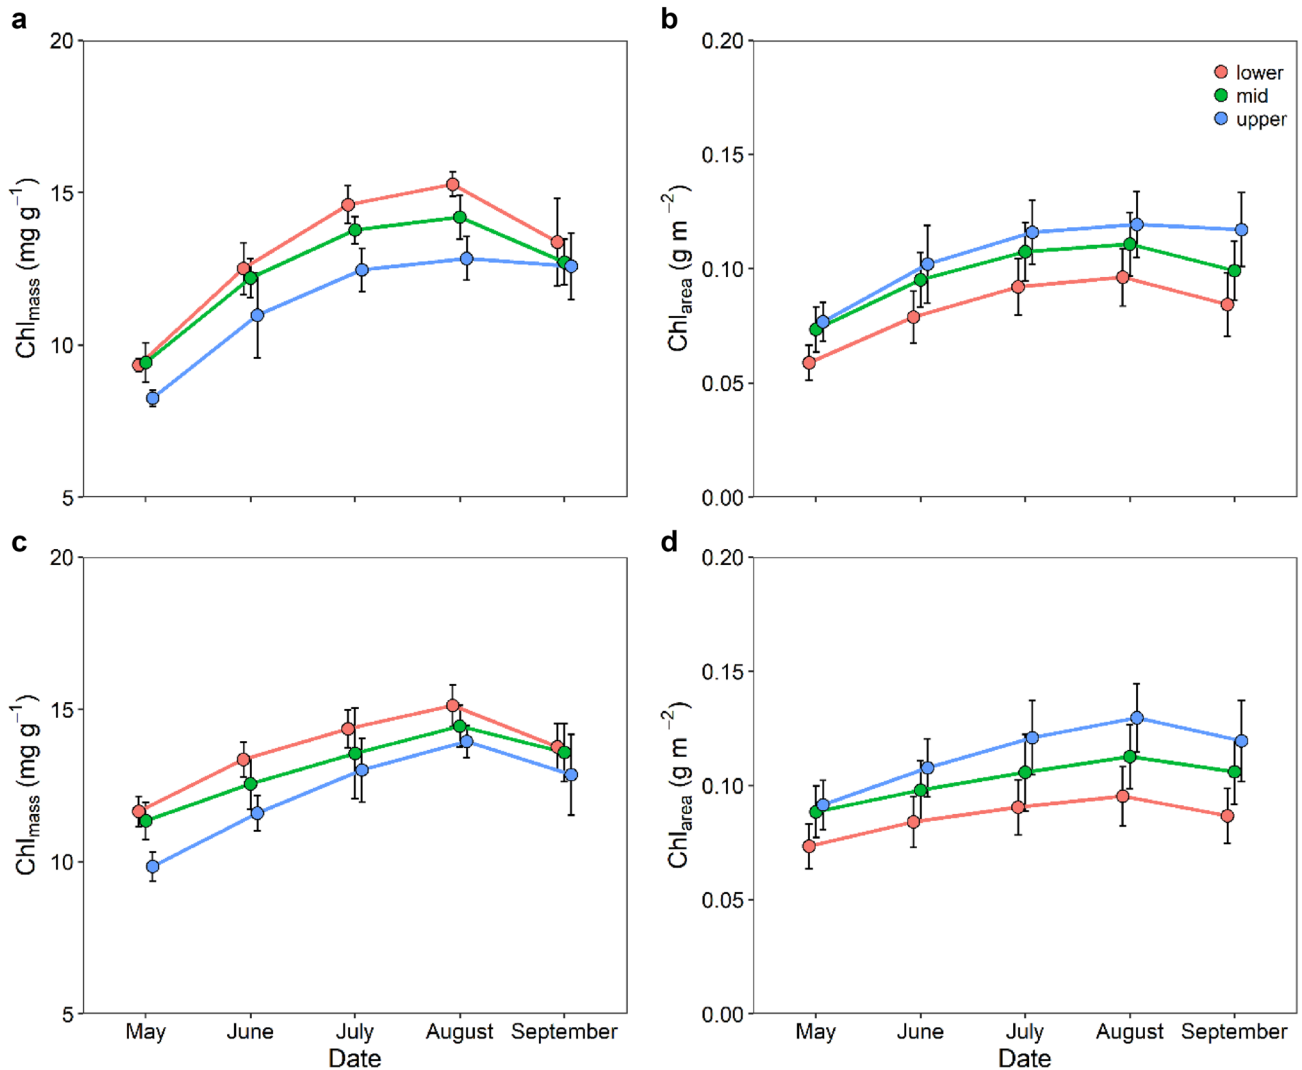 a
20
15
10
5
Chlmass (mg g−1)
b
0.20
0.15
0.10
0.05
0.00
Chlarea (g m −2)
lower
mid
upper
c
20
15
10
5
Chlmass (mg g−1)
May June July August September
Date
d
0.20
0.15
0.10
0.05
0.00
Chlarea (g m −2)
May June July August September
Date